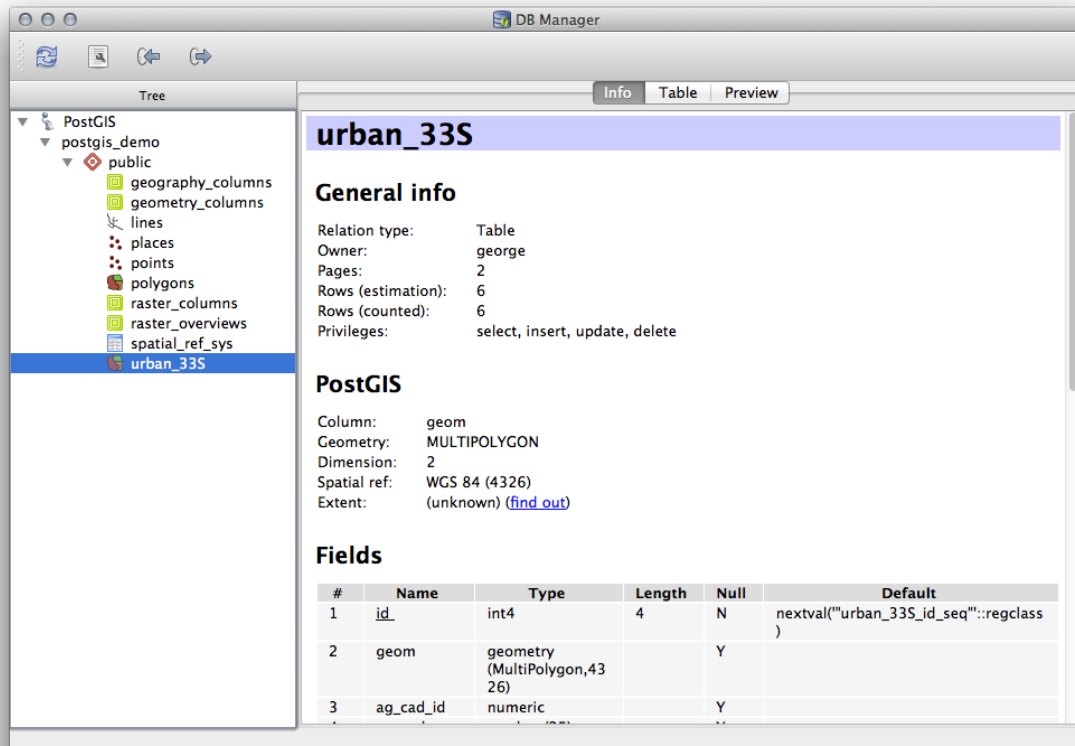 DB Manager
Tree
Info Table Preview
PostGIS
postgis_demo
public
geography_columns
geometry_columns
lines
places
points
polygons
raster_columns
raster_overviews
spatial_ref_sys
urban_33S
urban_33S
General info
Relation type: Table
Owner: george
Pages: 2
Rows (estimation): 6
Rows (counted): 6
Privileges: select, insert, update, delete
PostGIS
Column: geom
Geometry: MULTIPOLYGON
Dimension: 2
Spatial ref: WGS 84 (4326)
Extent: (unknown) (find out)
Fields
# Name Type Length Null Default
1 id int4 4 N nextval('"urban_33S_id_seq"'::regclass
)
2 geom geometry Y
(MultiPolygon,43
26)
3 ag_cad_id numeric Y